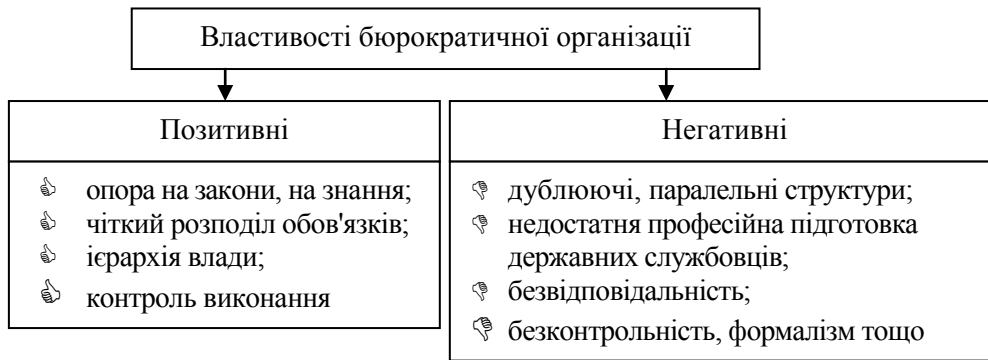 Властивості бюрократичної організації
Позитивні
опора на закони, на знання;
чіткий розподіл обов'язків;
ієрархія влади;
контроль виконання
Негативні
дублюючі, паралельні структури;
недостатня професійна підготовка
державних службовців;
безвідповідальність;
безконтрольність, формалізм тощо